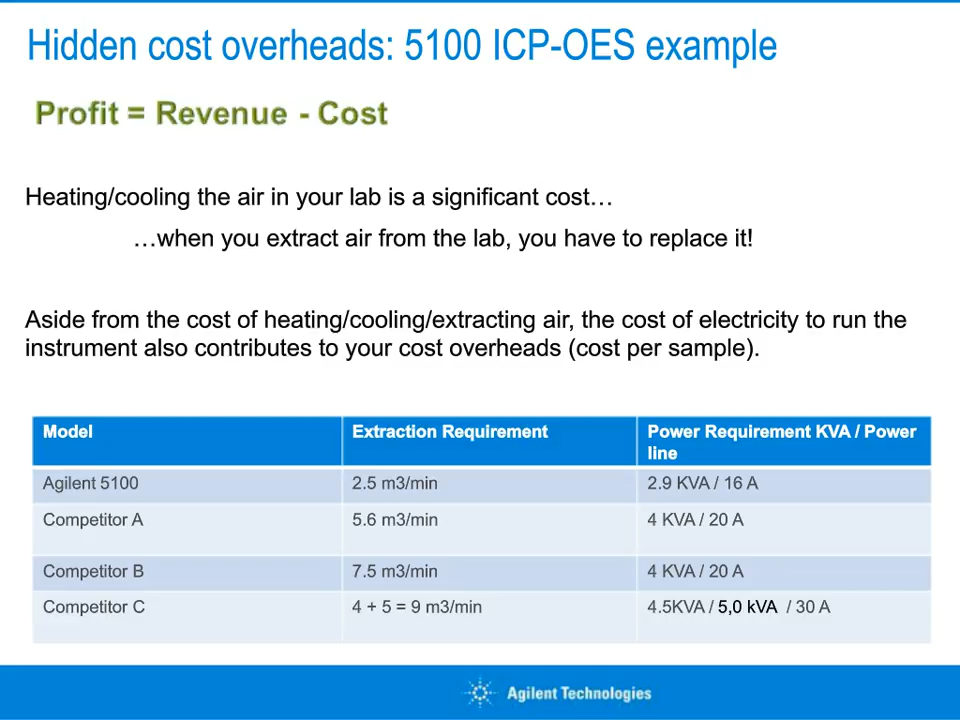 Hidden cost overheads: 5100 ICP-OES example
Profit = Revenue - Cost
Heating/cooling the air in your lab is a significant cost…
…when you extract air from the lab, you have to replace it!
Aside from the cost of heating/cooling/extracting air, the cost of electricity to run the
instrument also contributes to your cost overheads (cost per sample).
Model Extraction Requirement Power Requirement KVA / Power
line
Agilent 5100 2.5 m3/min 2.9 KVA / 16 A
Competitor A 5.6 m3/min 4 KVA / 20 A
Competitor B 7.5 m3/min 4 KVA / 20 A
Competitor C 4 + 5 = 9 m3/min 4.5KVA / 5,0 kVA / 30 A
Agilent Technologies